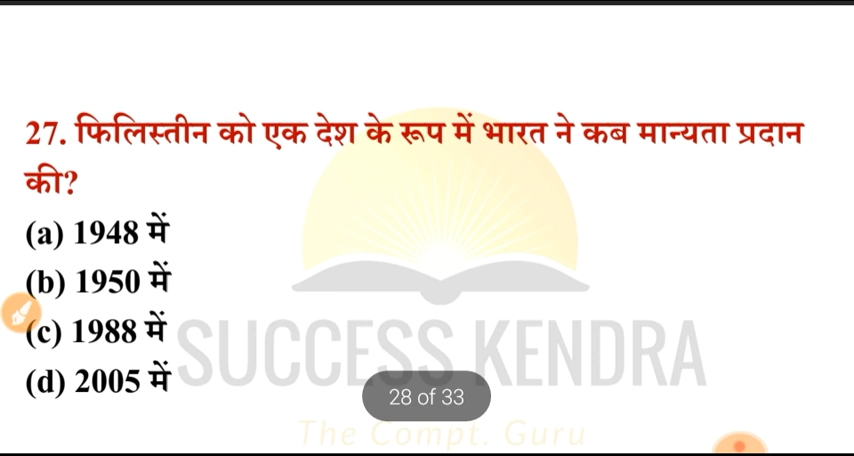 27. फिलिस्तीन को एक देश के रूप में भारत ने कब मान्यता प्रदान
की?
(a) 1948 में
(b) 1950 में
(c) 1988 में
(d) 2005 में
SUCCESS KENDRA
28 of 33
The Compt. Guru